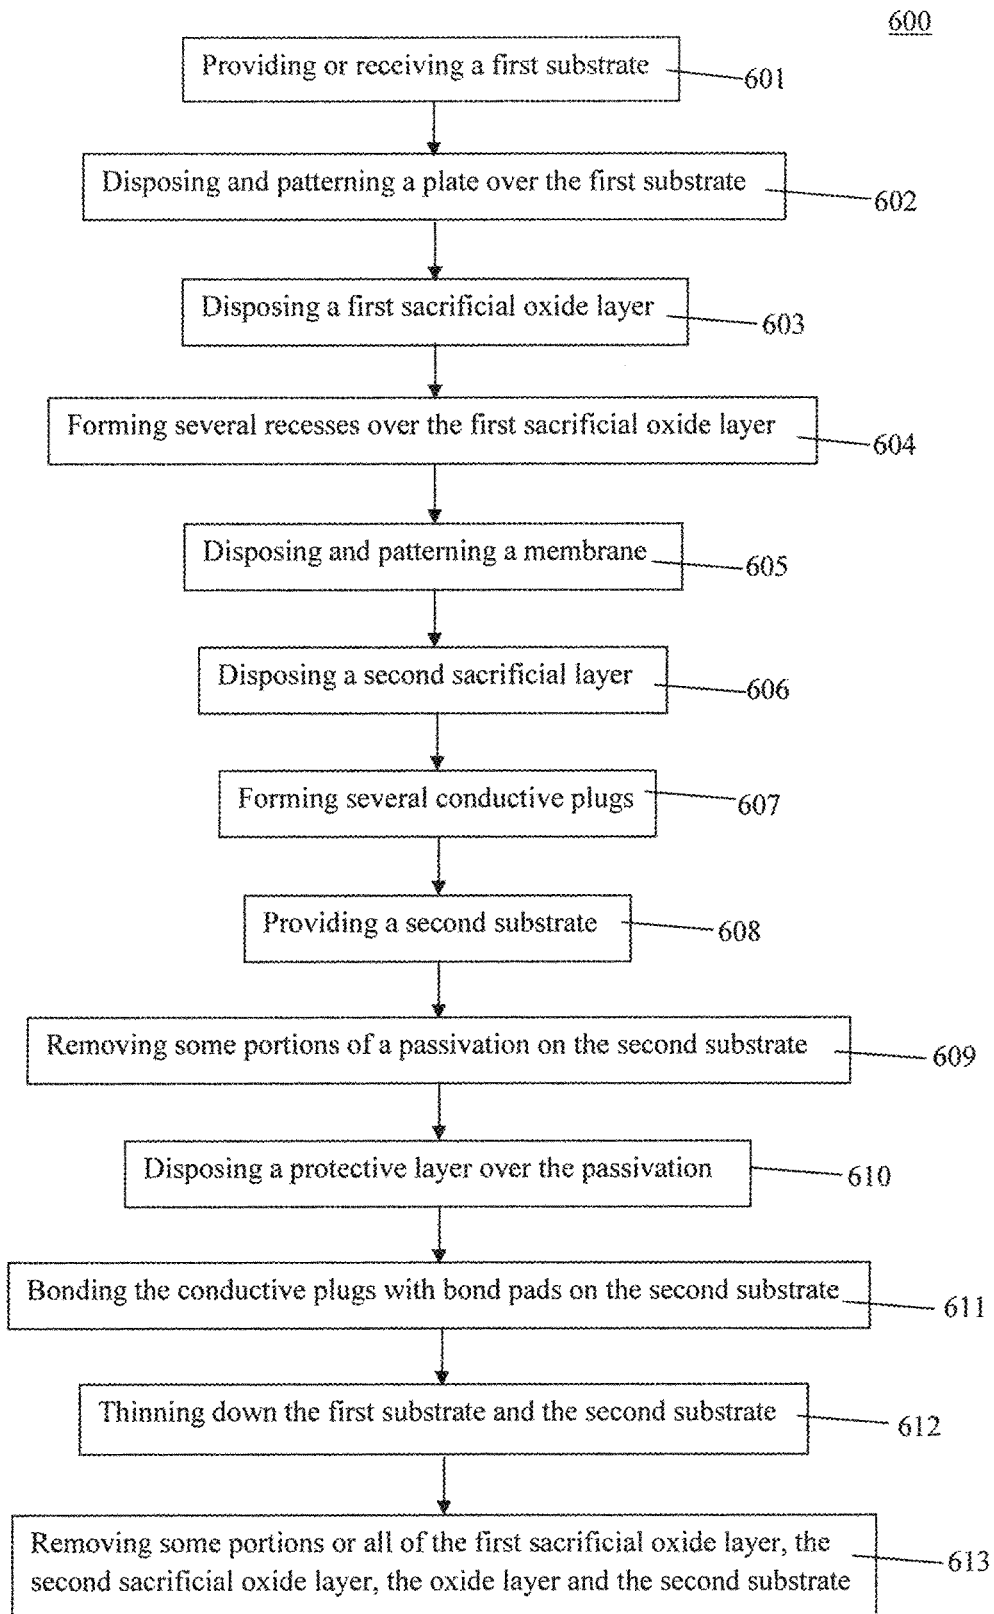 600
Providing or receiving a first substrate
601
Disposing and patterning a plate over the first substrate
602
Disposing a first sacrificial oxide layer
603
Forming several recesses over the first sacrificial oxide layer
604
Disposing and patterning a membrane
605
Disposing a second sacrificial layer
606
Forming several conductive plugs
607
Providing a second substrate
608
Removing some portions of a passivation on the second substrate
609
Disposing a protective layer over the passivation
610
Bonding the conductive plugs with bond pads on the second substrate
611
Thinning down the first substrate and the second substrate
612
Removing some portions or all of the first sacrificial oxide layer, the
second sacrificial oxide layer, the oxide layer and the second substrate
613